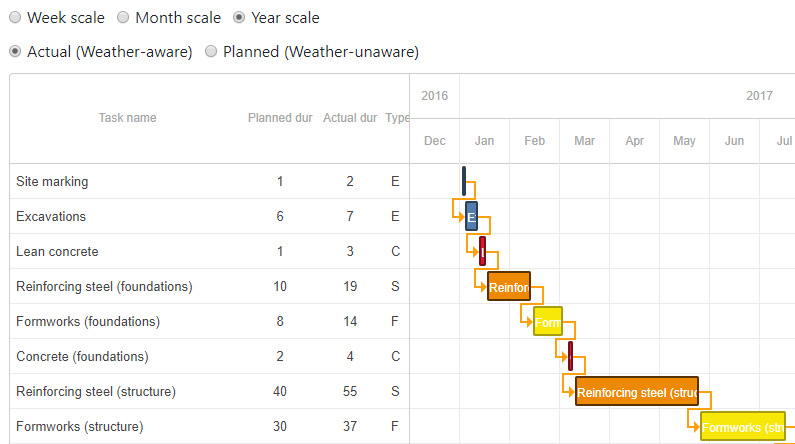 Week scale Month scale Year scale
Actual (Weather-aware) Planned (Weather-unaware)
2016 2017
Task name Planned dur Actual dur Type
Dec Jan Feb Mar Apr May Jun Jul
Site marking 1 2 E
Excavations 6 7 E E
Lean concrete 1 3 C
Reinforcing steel (foundations) 10 19 S Reinfor
Formworks (foundations) 8 14 F Form
Concrete (foundations) 2 4 C
Reinforcing steel (structure) 40 55 S Reinforcing steel (struc
Formworks (structure) 30 37 F Formworks (str